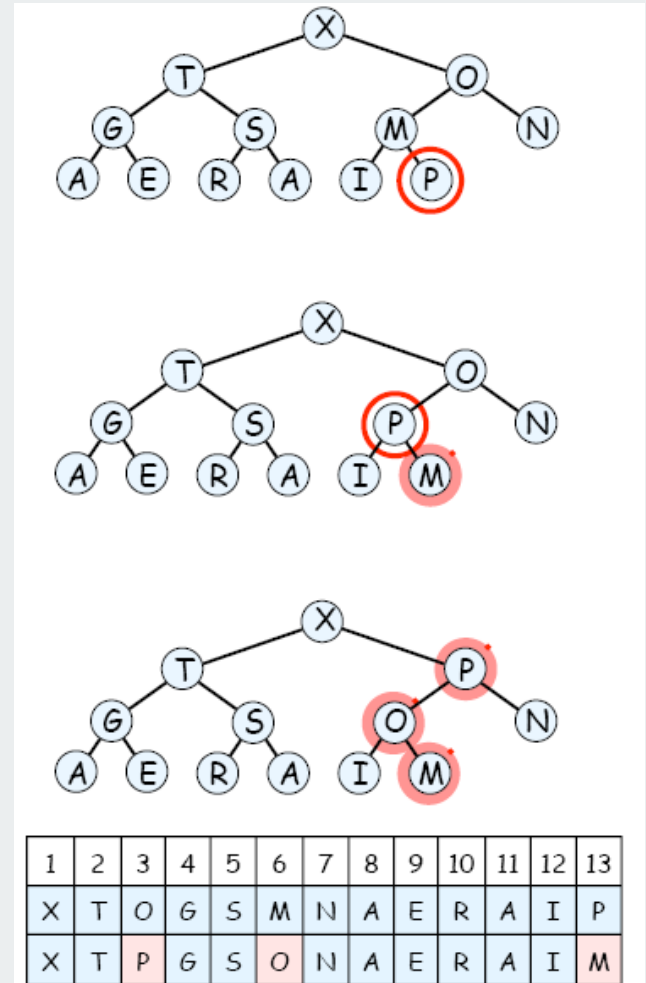 X
T O
G S M N
A E R A I P
X
T O
G S P N
A E R A I M
X
T P
G S O N
A E R A I M
1 2 3 4 5 6 7 8 9 10 11 12 13
X T O G S M N A E R A I P
X T P G S O N A E R A I M